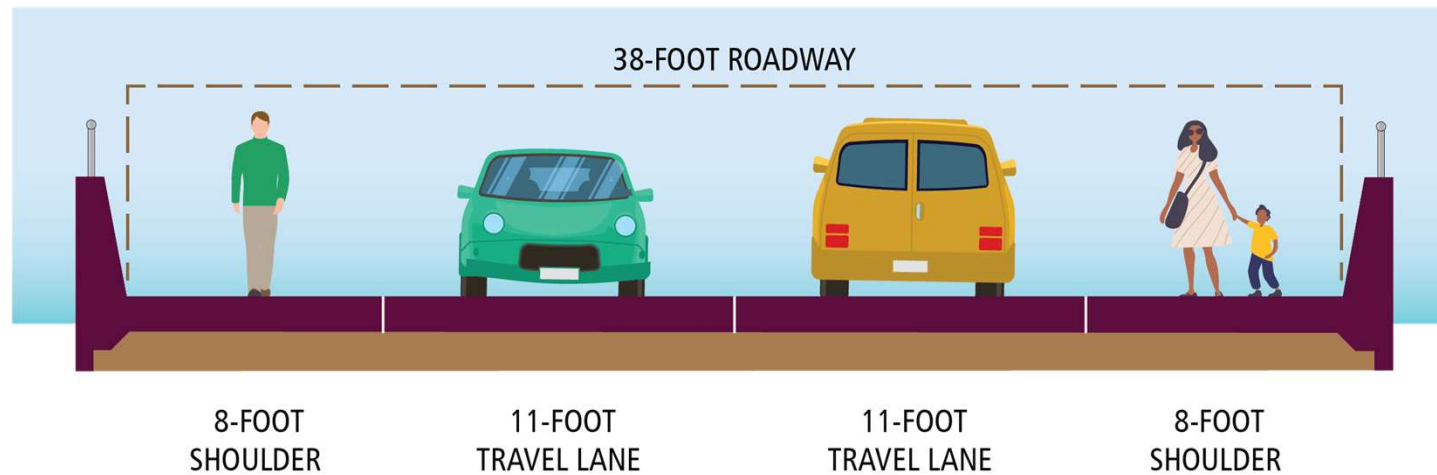 38-FOOT ROADWAY
8-FOOT
SHOULDER
11-FOOT
TRAVEL LANE
11-FOOT
TRAVEL LANE
8-FOOT
SHOULDER